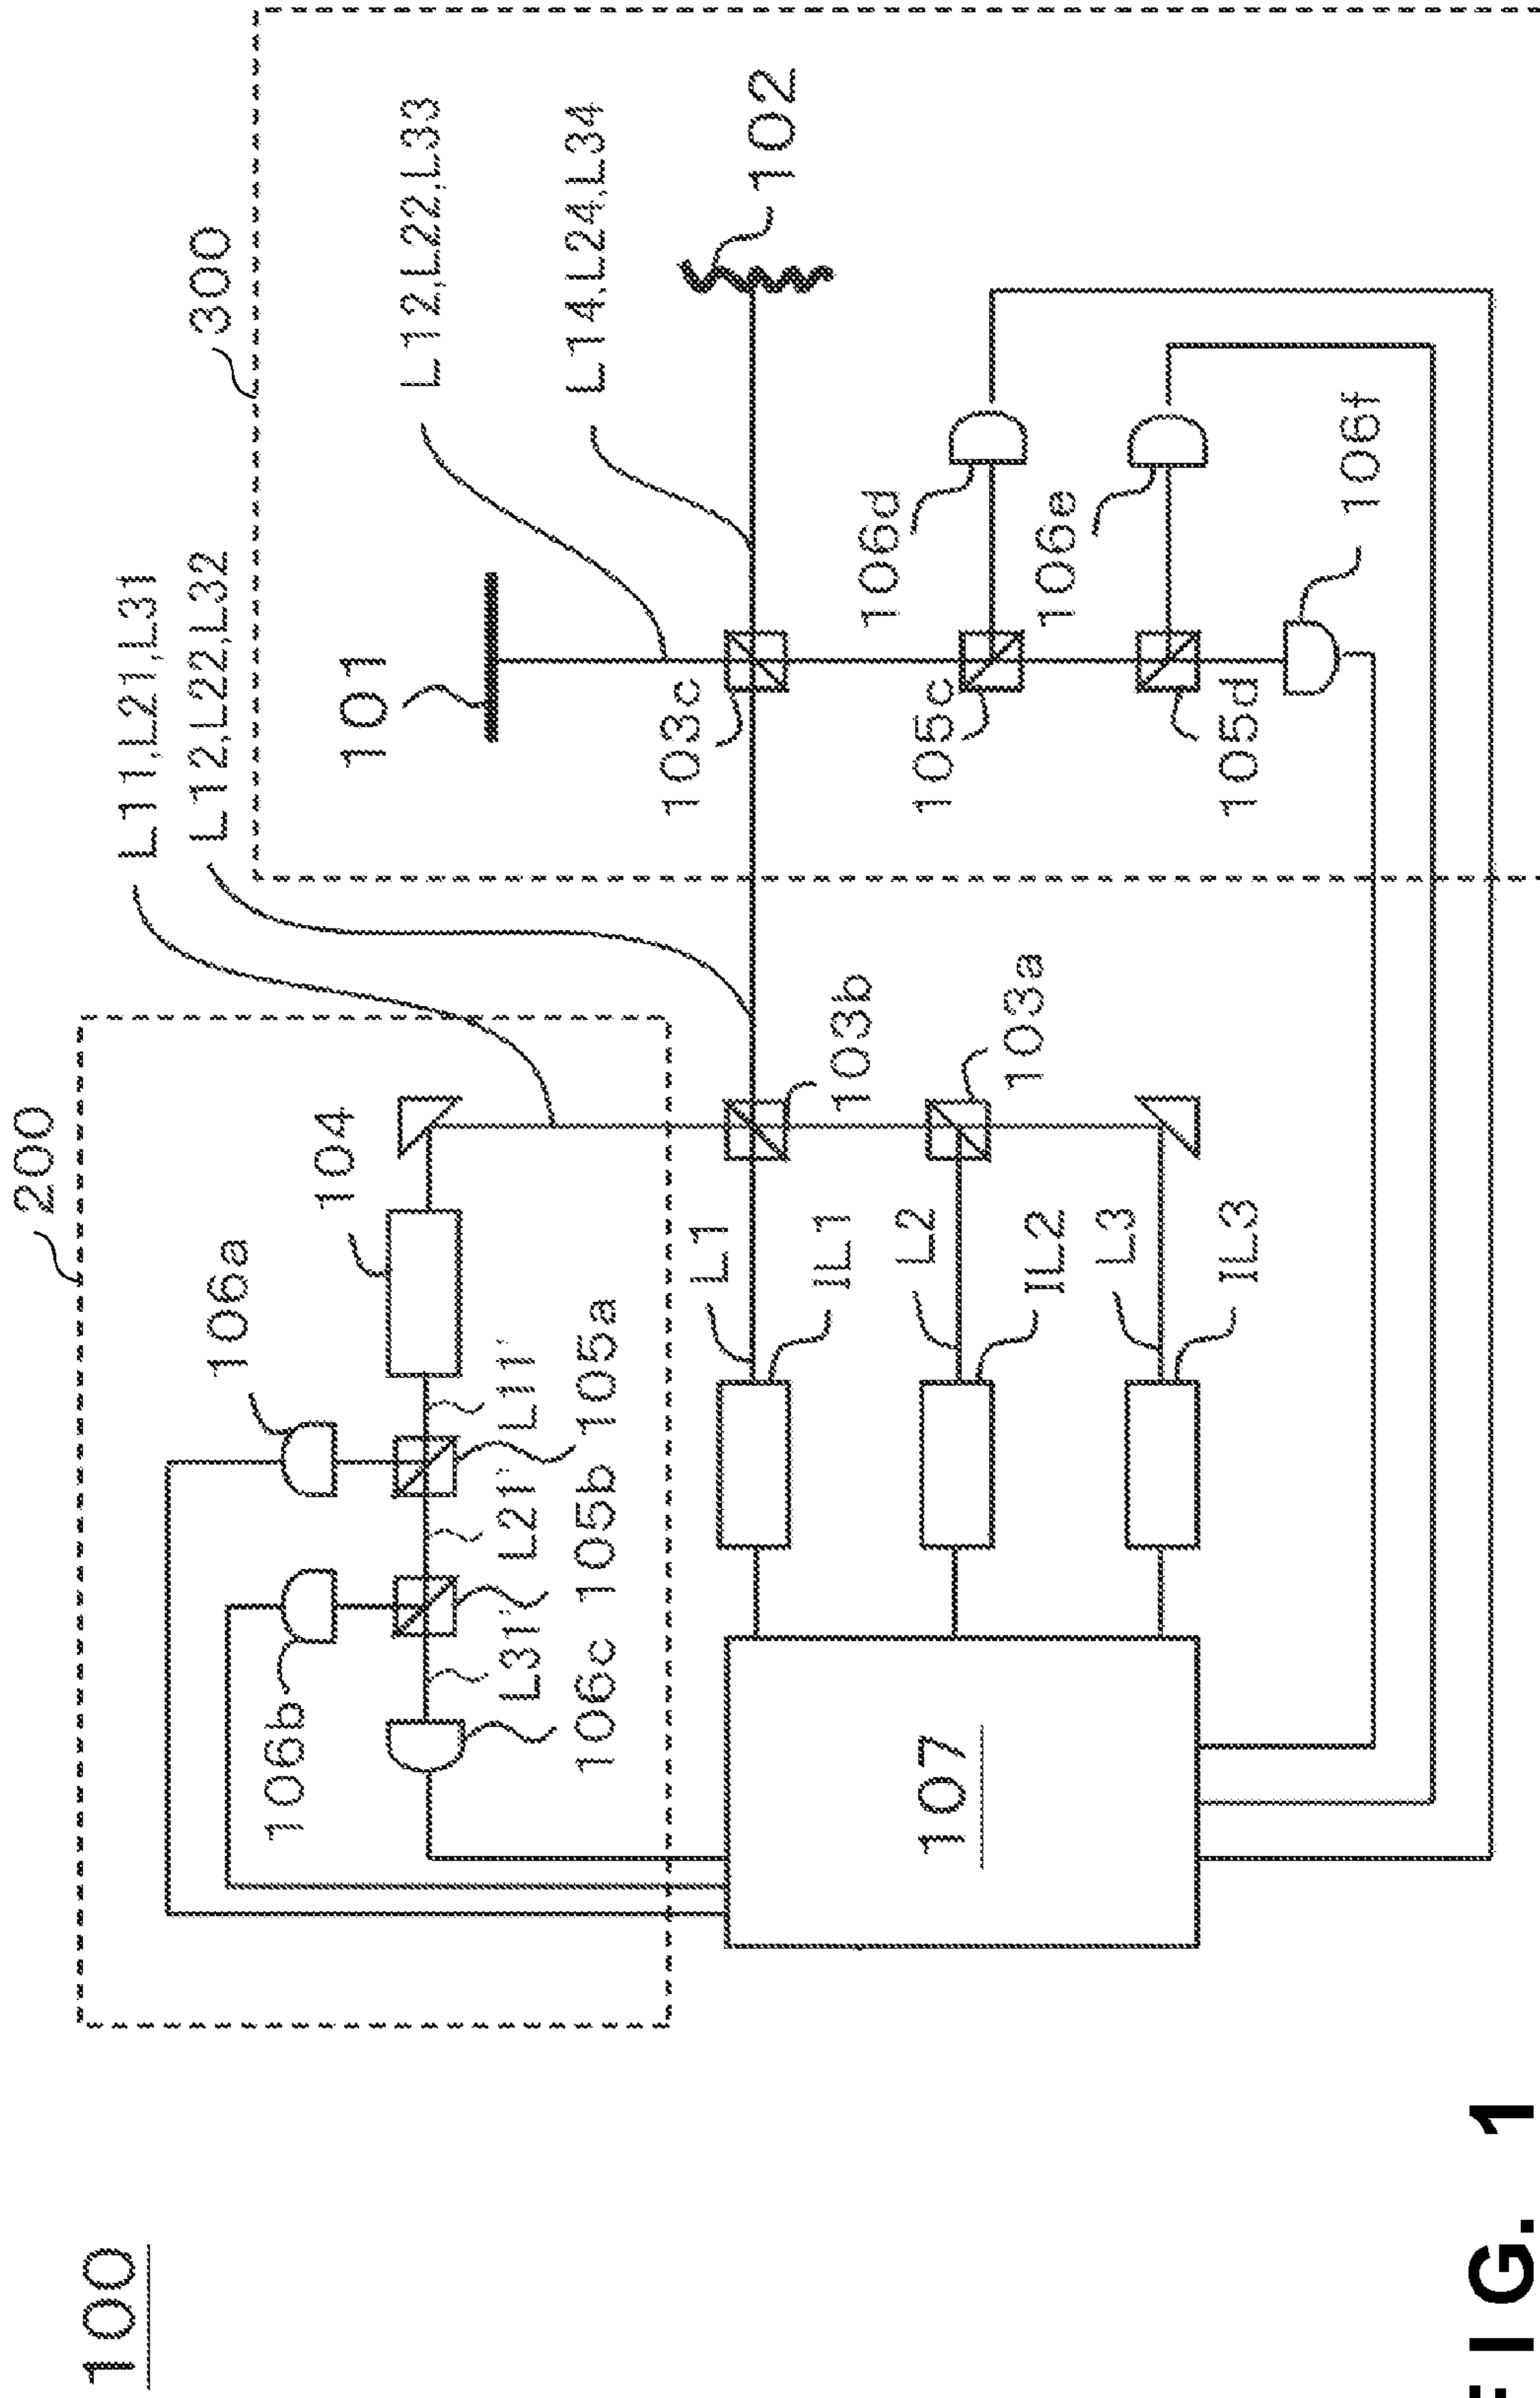 100
200
300
L11,L21,L31
L12,L22,L32
L12,L22,L33
L14,L24,L34
101
102
106a
104
106b
L11'
L21'
L31'
106c 105b 105a
103c
106d
105c
106e
105d
106f
103b
103a
L1
IL1
L2
IL2
L3
IL3
107
FIG. 1